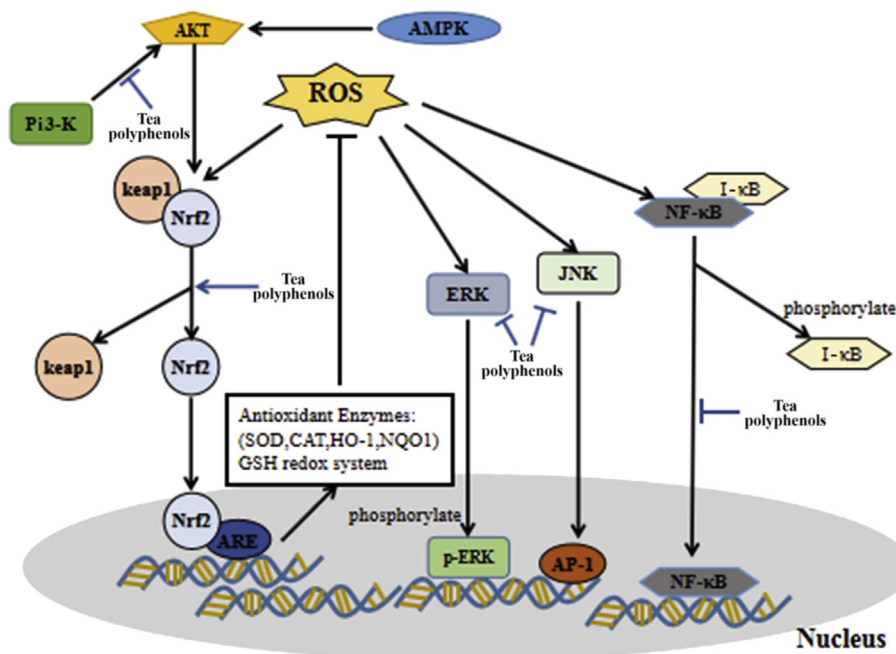 AKT
AMPK
ROS
Pi3-K
Tea
polyphenols
keap1
Nrf2
I-κB
NF-κB
Tea
polyphenols
ERK
JNK
phosphorylate
keap1
Nrf2
Tea
polyphenols
I-κB
Antioxidant Enzymes:
(SOD,CAT,HO-1,NQO1)
GSH redox system
Tea
polyphenols
Nrf2
ARE
phosphorylate
p-ERK
AP-1
NF-κB
Nucleus